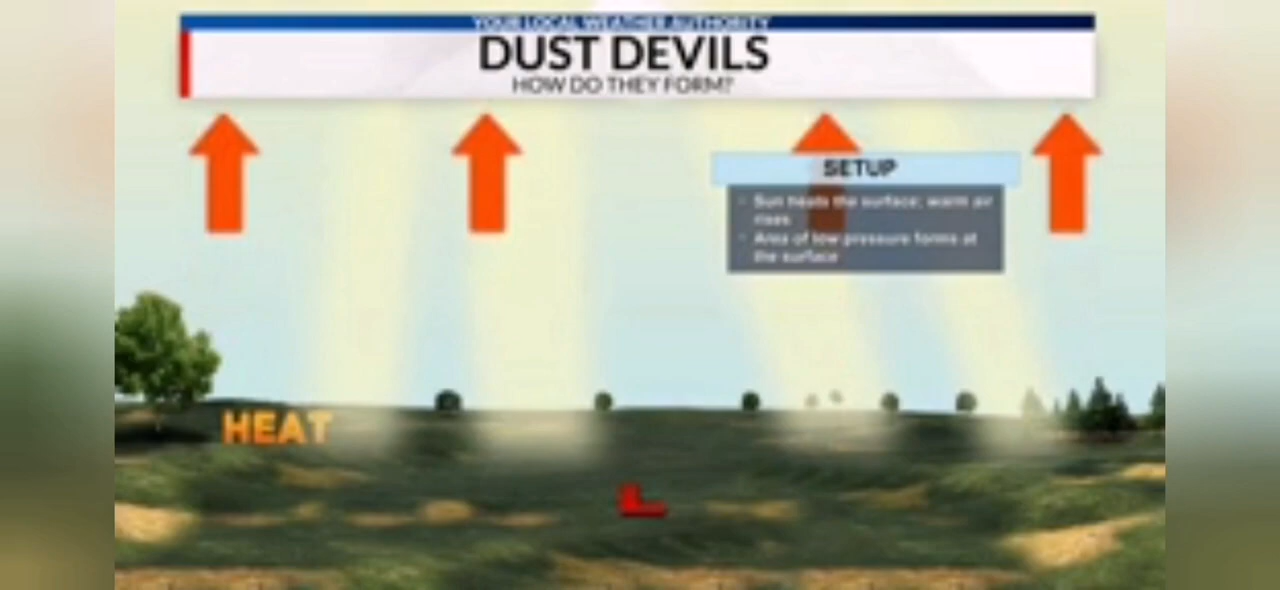 YOUR LOCAL WEATHER AUTHORITY
DUST DEVILS
HOW DO THEY FORM?
SETUP
- Sun heats the surface; warm air
rises
- Area of low pressure forms at
the surface
HEAT
L